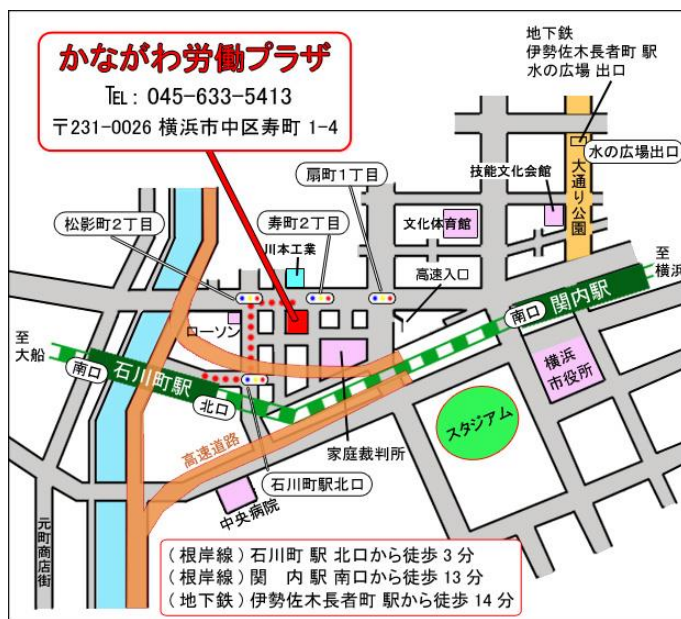 かながわ労働プラザ
TEL : 045-633-5413
〒231-0026 横浜市中区寿町 1-4
地下鉄
伊勢佐木長者町 駅
水の広場 出口
水の広場出口
大通り公園
技能文化会館
文化体育館
扇町1丁目
寿町2丁目
松影町2丁目
川本工業
高速入口
至
横浜
関内駅
南口
ローソン
至
大船
南口
石川町駅
北口
横浜
市役所
スタジアム
家庭裁判所
高速道路
石川町駅北口
中央病院
元町商店街
(根岸線) 石川町 駅 北口から徒歩 3 分
(根岸線) 関 内 駅 南口から徒歩 13 分
(地下鉄) 伊勢佐木長者町 駅から徒歩 14 分